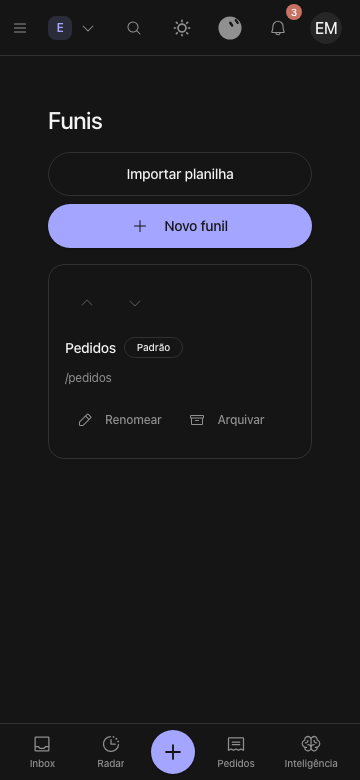 E
3
EM
Funis
Importar planilha
Novo funil
Pedidos Padrão
/pedidos
Renomear Arquivar
Inbox Radar Pedidos Inteligência